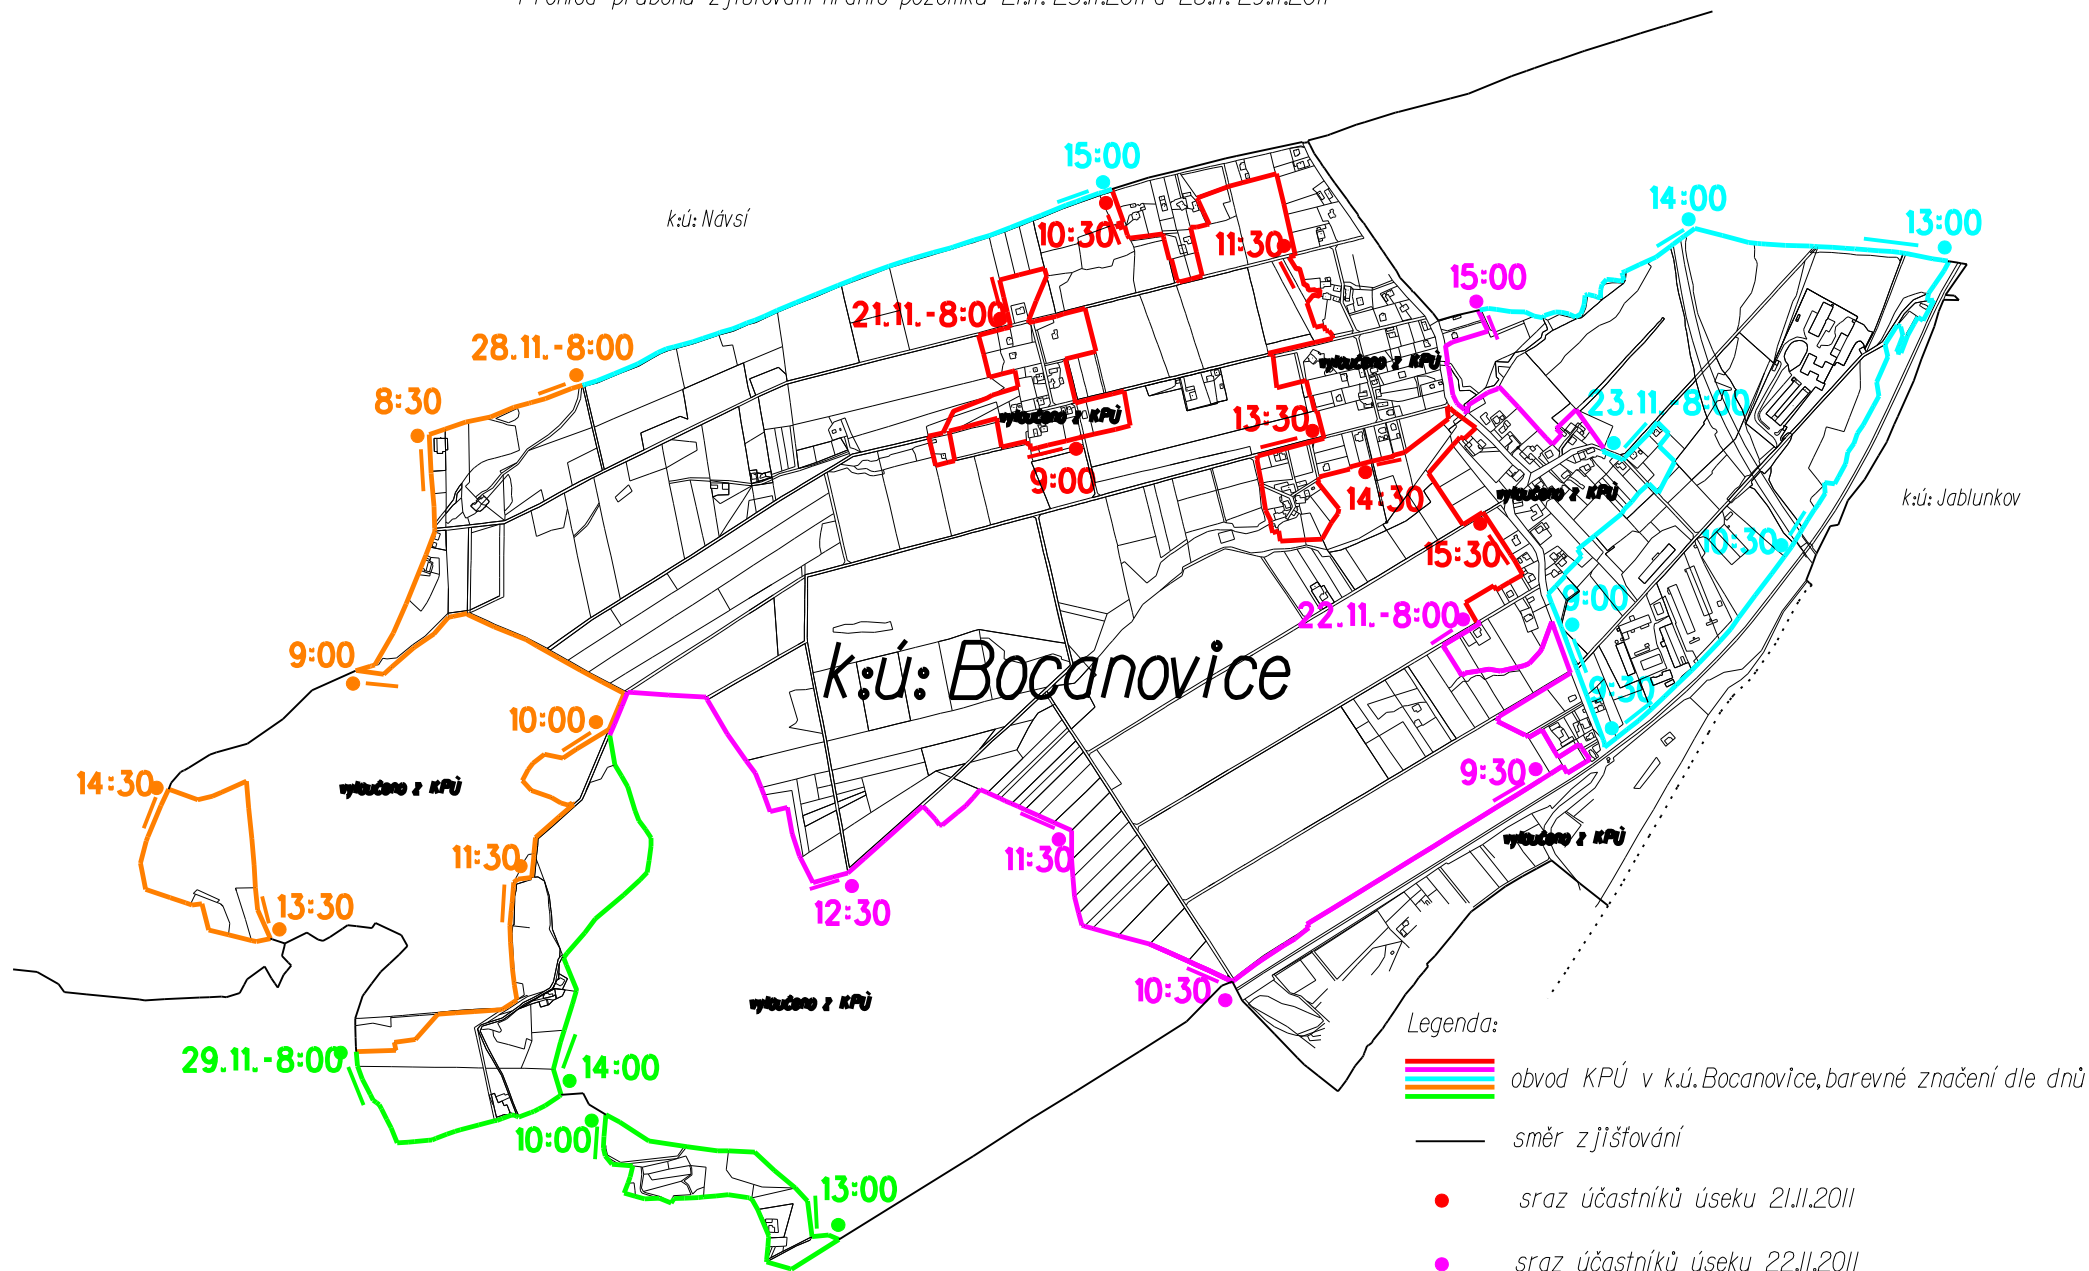 15:00
14:00
13:00
k:ú: Návsí
10:30
11:30
15:00
21.11.-8:00
28.11.-8:00
vyloučeno z KPÚ
8:30
23.11.-8:00
vyloučeno z KPÚ
13:30
9:00
14:30
vyloučeno z KPÚ
k:ú: Jablunkov
15:30
10:30
9:00
22.11.-8:00
9:00
k:ú: Bocanovice
9:30
10:00
9:30
14:30
vyloučeno z KPÚ
vyloučeno z KPÚ
11:30
11:30
13:30
12:30
10:30
vyloučeno z KPÚ
Legenda:
29.11.-8:00
14:00
obvod KPÚ v k.ú. Bocanovice, barevné značení dle dnů
10:00
směr zjišťování
13:00
sraz účastníků úseku 21.11.2011
sraz účastníků úseku 22.11.2011